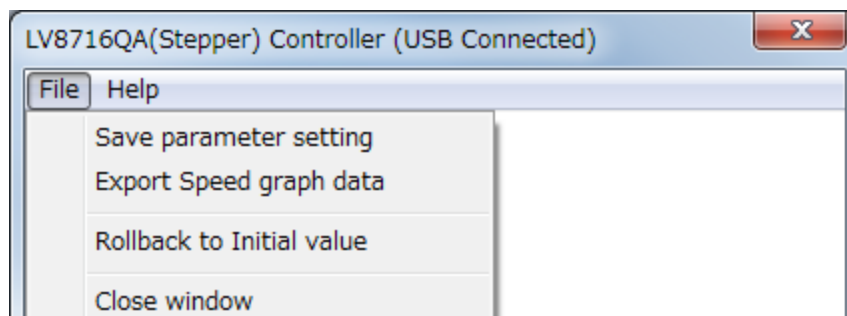 LV8716QA(Stepper) Controller (USB Connected)
File Help
Save parameter setting
Export Speed graph data
Rollback to Initial value
Close window